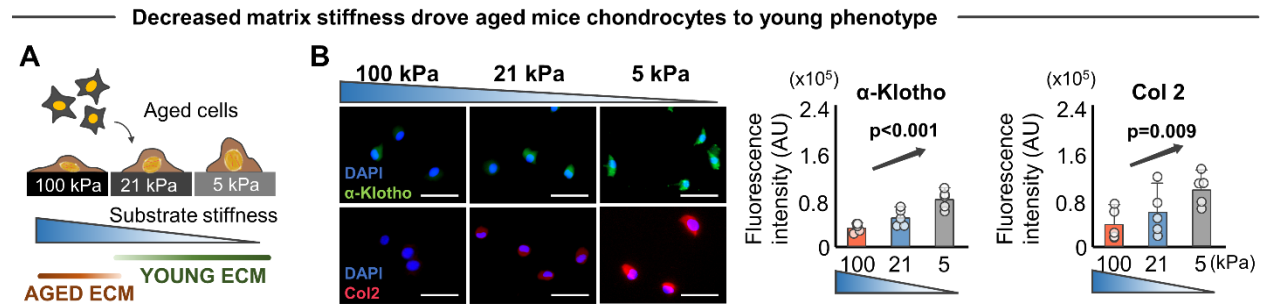 Decreased matrix stiffness drove aged mice chondrocytes to young phenotype
A
Aged cells
100 kPa
21 kPa
5 kPa
Substrate stiffness
YOUNG ECM
AGED ECM
B
100 kPa
21 kPa
5 kPa
DAPI
α-Klotho
DAPI
Col2
(x10⁵)
α-Klotho
2.4
1.6
0.8
0
Fluorescence
intensity (AU)
p<0.001
100
21
5
(x10⁵)
Col 2
2.4
1.6
0.8
0
Fluorescence
intensity (AU)
p=0.009
100
21
5 (kPa)